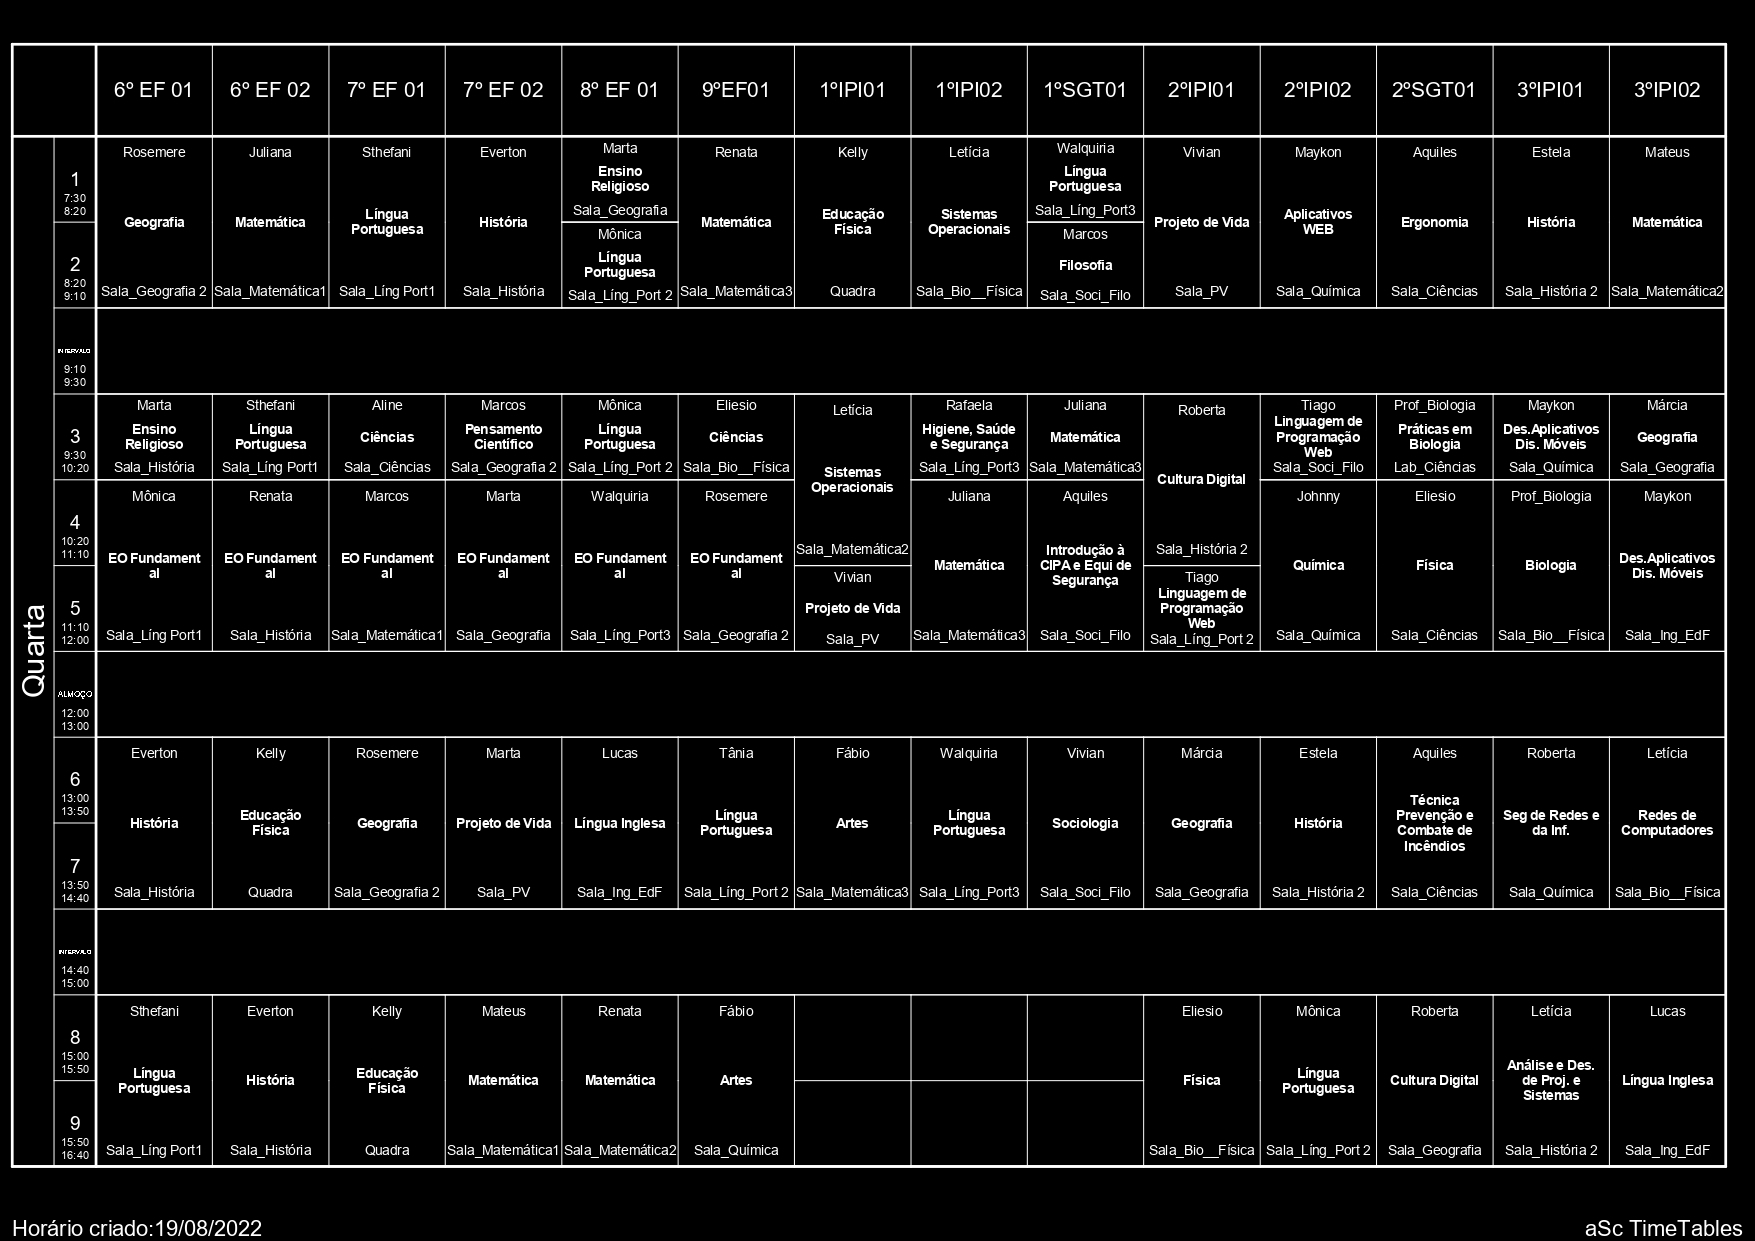 6º EF 01 6º EF 02 7º EF 01 7º EF 02 8º EF 01 9ºEF01 1ºIPI01 1ºIPI02 1ºSGT01 2ºIPI01 2ºIPI02 2ºSGT01 3ºIPI01 3ºIPI02
Quarta
1
7:30
8:20
2
8:20
9:10
Rosemere
Geografia
Sala_Geografia 2
Juliana
Matemática
Sala_Matemática1
Sthefani
Língua
Portuguesa
Sala_Líng Port1
Everton
História
Sala_História
Marta
Ensino
Religioso
Sala_Geografia
Mônica
Língua
Portuguesa
Sala_Líng_Port 2
Renata
Matemática
Sala_Matemática3
Kelly
Educação
Física
Quadra
Letícia
Sistemas
Operacionais
Sala_Bio__Física
Walquiria
Língua
Portuguesa
Sala_Líng_Port3
Marcos
Filosofia
Sala_Soci_Filo
Vivian
Projeto de Vida
Sala_PV
Maykon
Aplicativos
WEB
Sala_Química
Aquiles
Ergonomia
Sala_Ciências
Estela
História
Sala_História 2
Mateus
Matemática
Sala_Matemática2
INTERVALO
9:10
9:30
3
9:30
10:20
4
10:20
11:10
5
11:10
12:00
Marta
Ensino
Religioso
Sala_História
Mônica
EO Fundament
al
Sala_Líng Port1
Sthefani
Língua
Portuguesa
Sala_Líng Port1
Renata
EO Fundament
al
Sala_História
Aline
Ciências
Sala_Ciências
Marcos
EO Fundament
al
Sala_Matemática1
Marcos
Pensamento
Científico
Sala_Geografia 2
Marta
EO Fundament
al
Sala_Geografia
Mônica
Língua
Portuguesa
Sala_Líng_Port 2
Walquiria
EO Fundament
al
Sala_Líng_Port3
Eliesio
Ciências
Sala_Bio__Física
Rosemere
EO Fundament
al
Sala_Geografia 2
Letícia
Sistemas
Operacionais
Sala_Matemática2
Vivian
Projeto de Vida
Sala_PV
Rafaela
Higiene, Saúde
e Segurança
Sala_Líng_Port3
Juliana
Matemática
Sala_Matemática3
Juliana
Matemática
Sala_Matemática3
Aquiles
Introdução à
CIPA e Equi de
Segurança
Sala_Soci_Filo
Roberta
Cultura Digital
Sala_História 2
Tiago
Linguagem de
Programação
Web
Sala_Líng_Port 2
Tiago
Linguagem de
Programação
Web
Sala_Soci_Filo
Johnny
Química
Sala_Química
Prof_Biologia
Práticas em
Biologia
Lab_Ciências
Eliesio
Física
Sala_Ciências
Maykon
Des.Aplicativos
Dis. Móveis
Sala_Química
Prof_Biologia
Biologia
Sala_Bio__Física
Márcia
Geografia
Sala_Geografia
Maykon
Des.Aplicativos
Dis. Móveis
Sala_Ing_EdF
ALMOÇO
12:00
13:00
6
13:00
13:50
7
13:50
14:40
Everton
História
Sala_História
Kelly
Educação
Física
Quadra
Rosemere
Geografia
Sala_Geografia 2
Marta
Projeto de Vida
Sala_PV
Lucas
Língua Inglesa
Sala_Ing_EdF
Tânia
Língua
Portuguesa
Sala_Líng_Port 2
Fábio
Artes
Sala_Matemática3
Walquiria
Língua
Portuguesa
Sala_Líng_Port3
Vivian
Sociologia
Sala_Soci_Filo
Márcia
Geografia
Sala_Geografia
Estela
História
Sala_História 2
Aquiles
Técnica
Prevenção e
Combate de
Incêndios
Sala_Ciências
Roberta
Seg de Redes e
da Inf.
Sala_Química
Letícia
Redes de
Computadores
Sala_Bio__Física
INTERVALO
14:40
15:00
8
15:00
15:50
9
15:50
16:40
Sthefani
Língua
Portuguesa
Sala_Líng Port1
Everton
História
Sala_História
Kelly
Educação
Física
Quadra
Mateus
Matemática
Sala_Matemática1
Renata
Matemática
Sala_Matemática2
Fábio
Artes
Sala_Química
Eliesio
Física
Sala_Bio__Física
Mônica
Língua
Portuguesa
Sala_Líng_Port 2
Roberta
Cultura Digital
Sala_Geografia
Letícia
Análise e Des.
de Proj. e
Sistemas
Sala_História 2
Lucas
Língua Inglesa
Sala_Ing_EdF
Horário criado:19/08/2022
aSc TimeTables